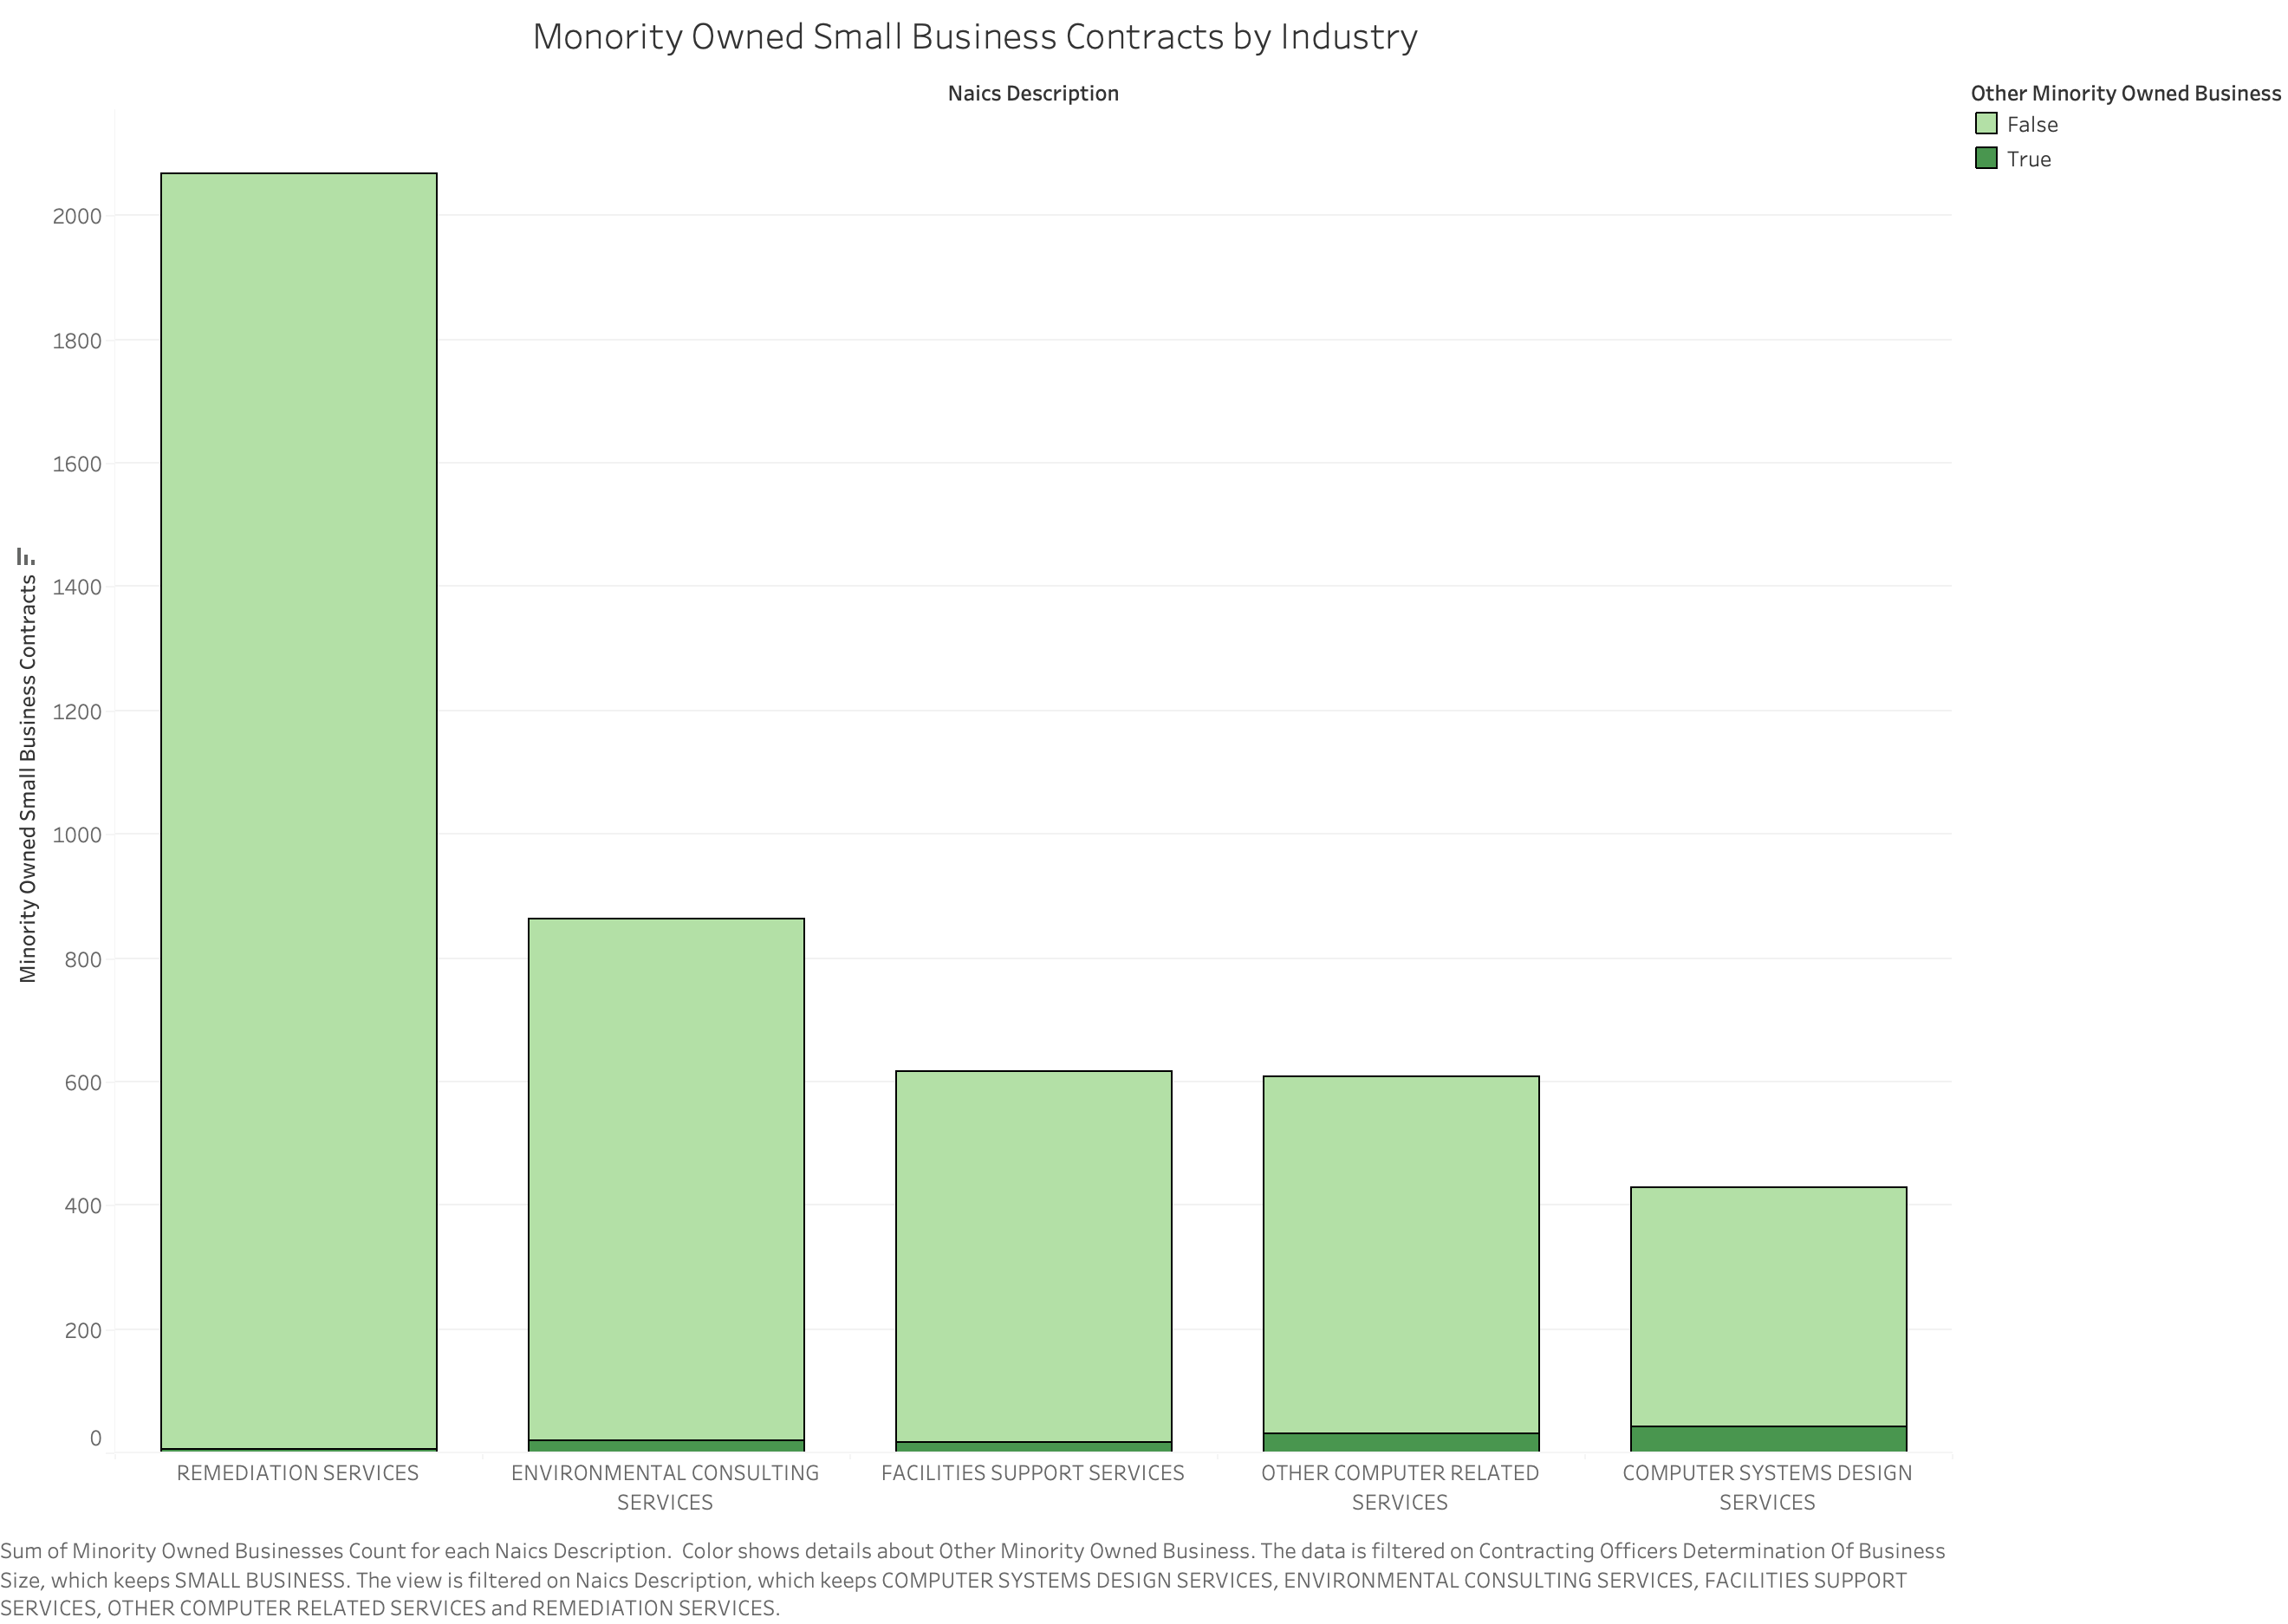 Monority Owned Small Business Contracts by Industry
Naics Description
Other Minority Owned Business
False
True
Minority Owned Small Business Contracts
2000
1800
1600
1400
1200
1000
800
600
400
200
0
REMEDIATION SERVICES
ENVIRONMENTAL CONSULTING
SERVICES
FACILITIES SUPPORT SERVICES
OTHER COMPUTER RELATED
SERVICES
COMPUTER SYSTEMS DESIGN
SERVICES
Sum of Minority Owned Businesses Count for each Naics Description.  Color shows details about Other Minority Owned Business. The data is filtered on Contracting Officers Determination Of Business
Size, which keeps SMALL BUSINESS. The view is filtered on Naics Description, which keeps COMPUTER SYSTEMS DESIGN SERVICES, ENVIRONMENTAL CONSULTING SERVICES, FACILITIES SUPPORT
SERVICES, OTHER COMPUTER RELATED SERVICES and REMEDIATION SERVICES.